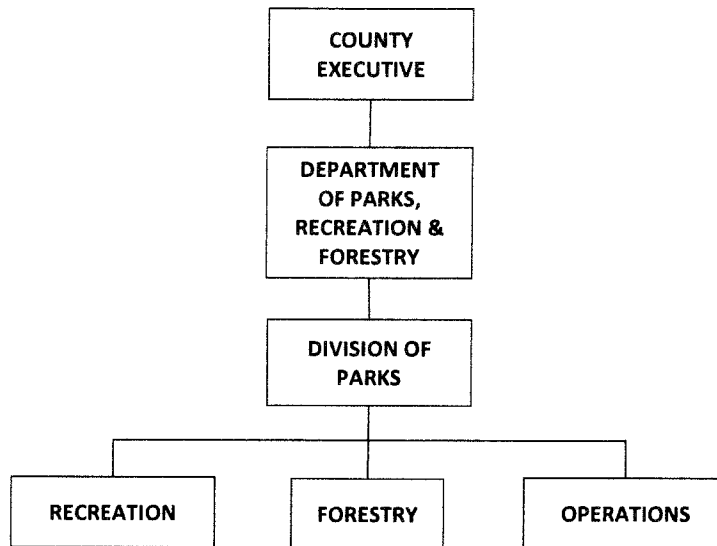 COUNTY
EXECUTIVE
DEPARTMENT
OF PARKS,
RECREATION &
FORESTRY
DIVISION OF
PARKS
RECREATION
FORESTRY
OPERATIONS